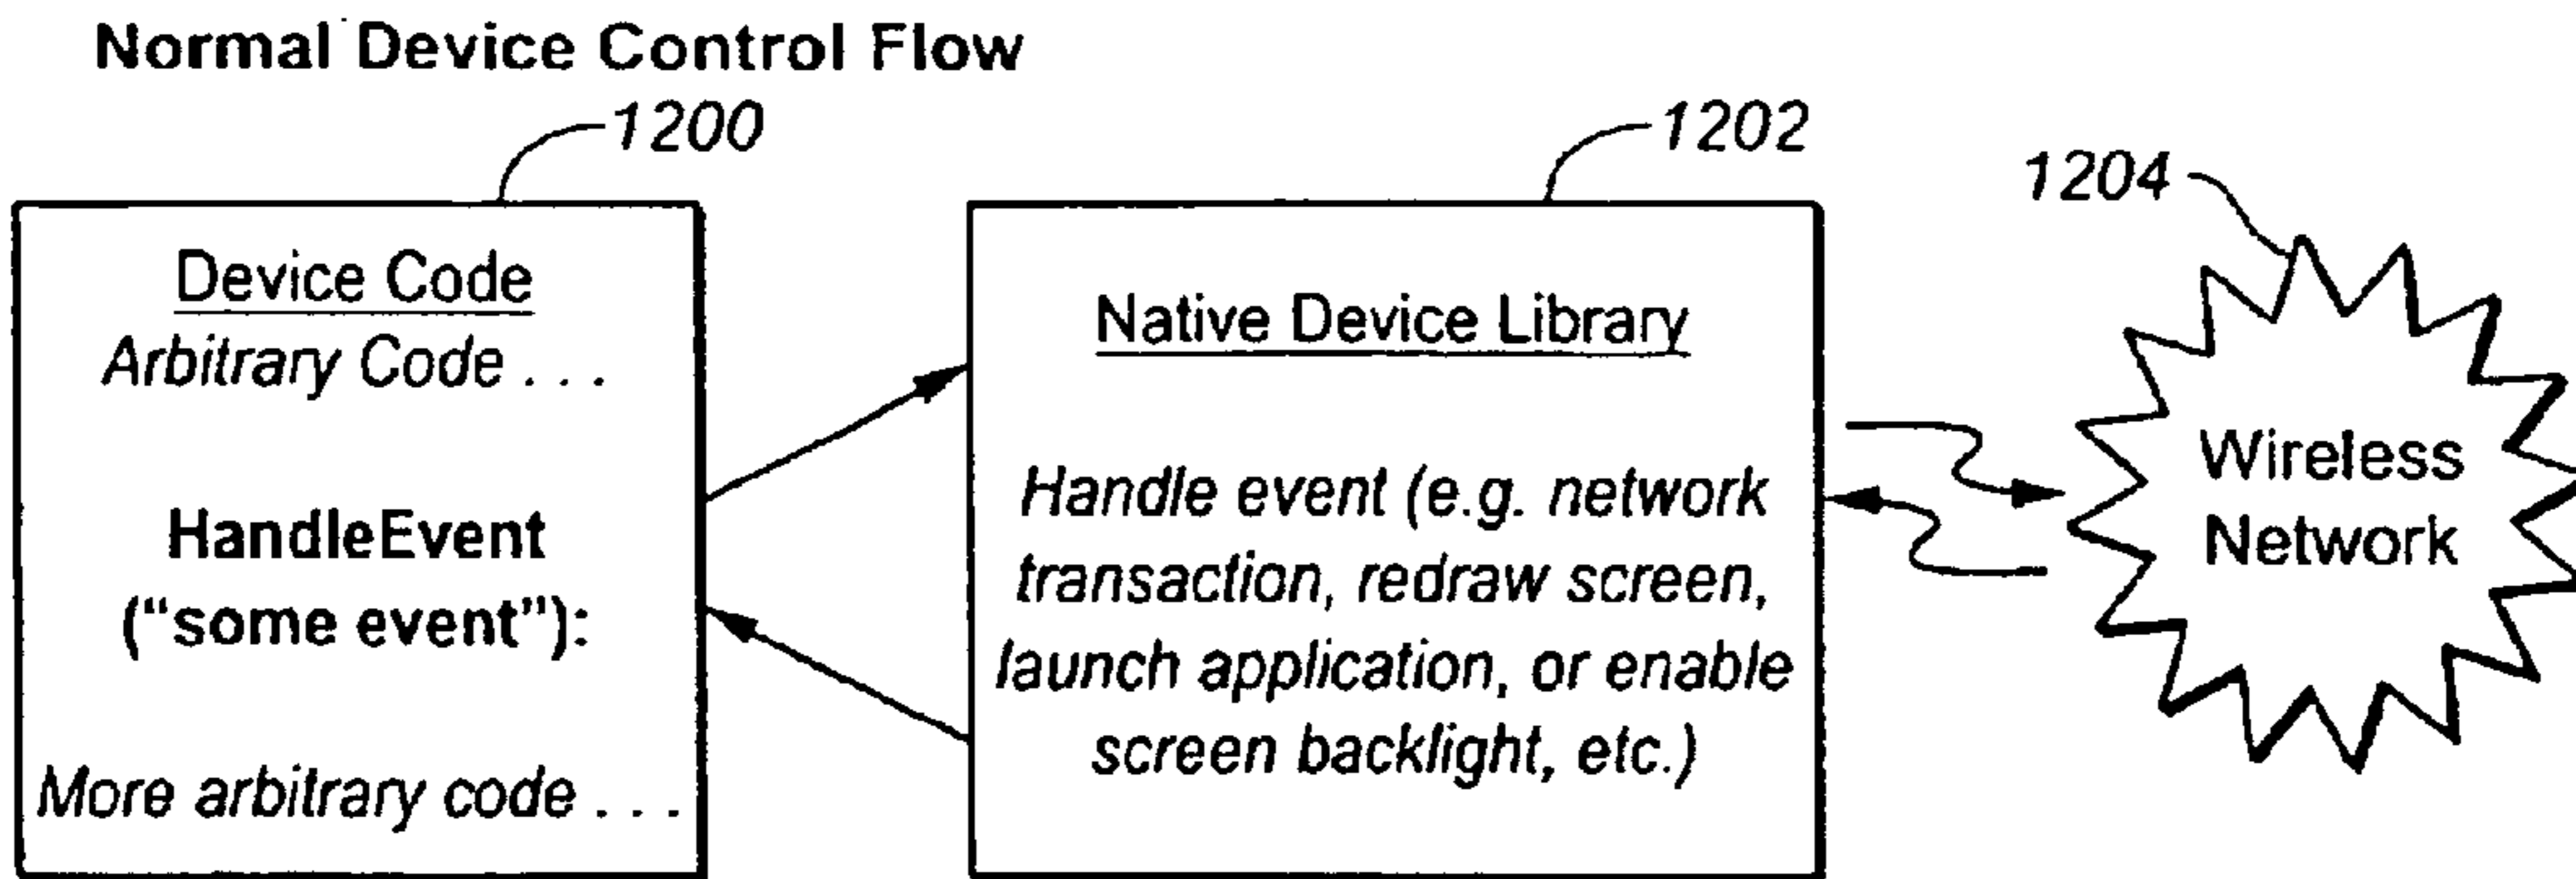 Normal Device Control Flow
1200
1202
1204
Device Code
Arbitrary Code . . .
HandleEvent
(“some event”):
More arbitrary code . . .
Native Device Library
Handle event (e.g. network
transaction, redraw screen,
launch application, or enable
screen backlight, etc.)
Wireless
Network